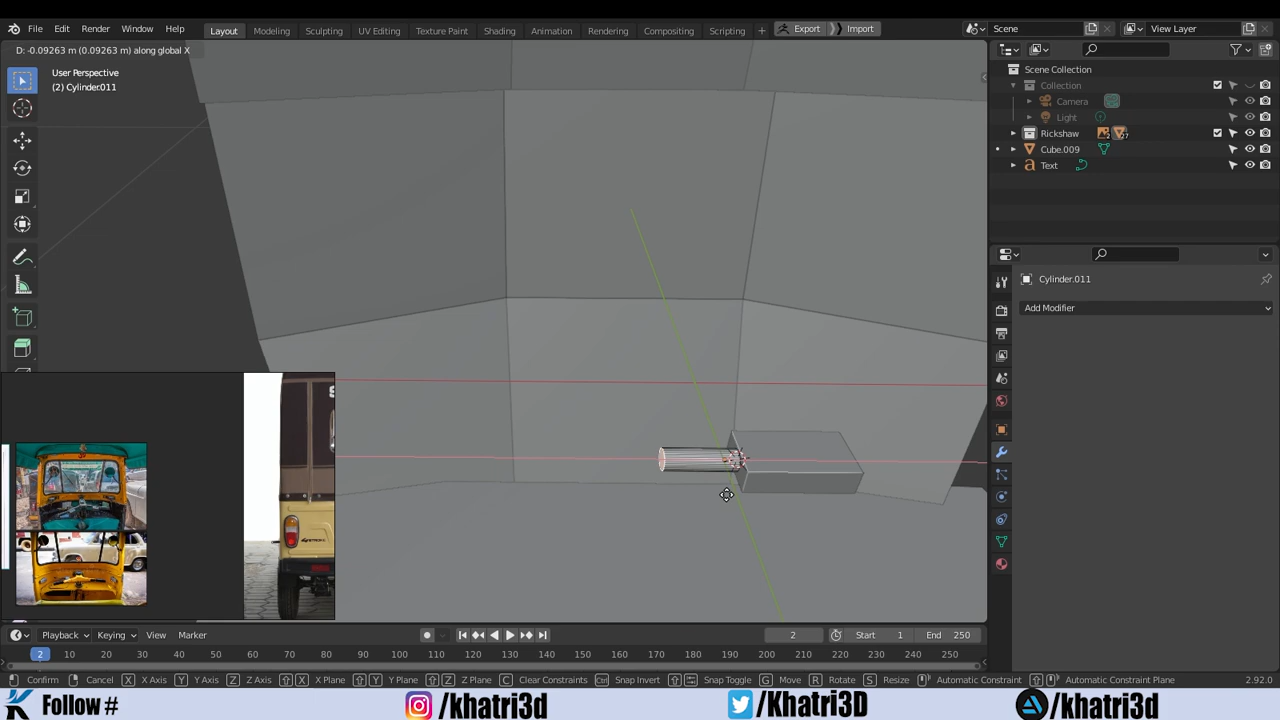 File Edit Render Window Help Layout Modeling Sculpting UV Editing Texture Paint Shading Animation Rendering Compositing Scripting + Export Import Scene View Layer
D: -0.09263 m (0.09263 m) along global X
User Perspective
(2) Cylinder.011
Scene Collection
Collection
Camera
Light
Rickshaw
Cube.009
Text
Cylinder.011
Add Modifier
Playback Keying View Marker 2 Start 1 End 250
2 10 20 30 40 50 60 70 80 90 100 110 120 130 140 150 160 170 180 190 200 210 220 230 240 250
Confirm Cancel X X Axis Y Y Axis Z Z Axis X X Plane Y Y Plane Z Z Plane C Clear Constraints Ctrl Snap Invert Snap Toggle G Move R Rotate S Resize Automatic Constraint Automatic Constraint Plane 2.92.0
Follow # /khatri3d /Khatri3D /khatri3d